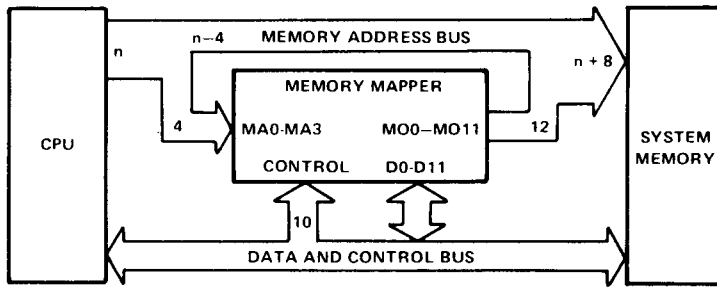 n
n–4
MEMORY ADDRESS BUS
n + 8
MEMORY MAPPER
4
MA0-MA3
MO0–MO11
12
CPU
SYSTEM
MEMORY
CONTROL
D0-D11
10
DATA AND CONTROL BUS